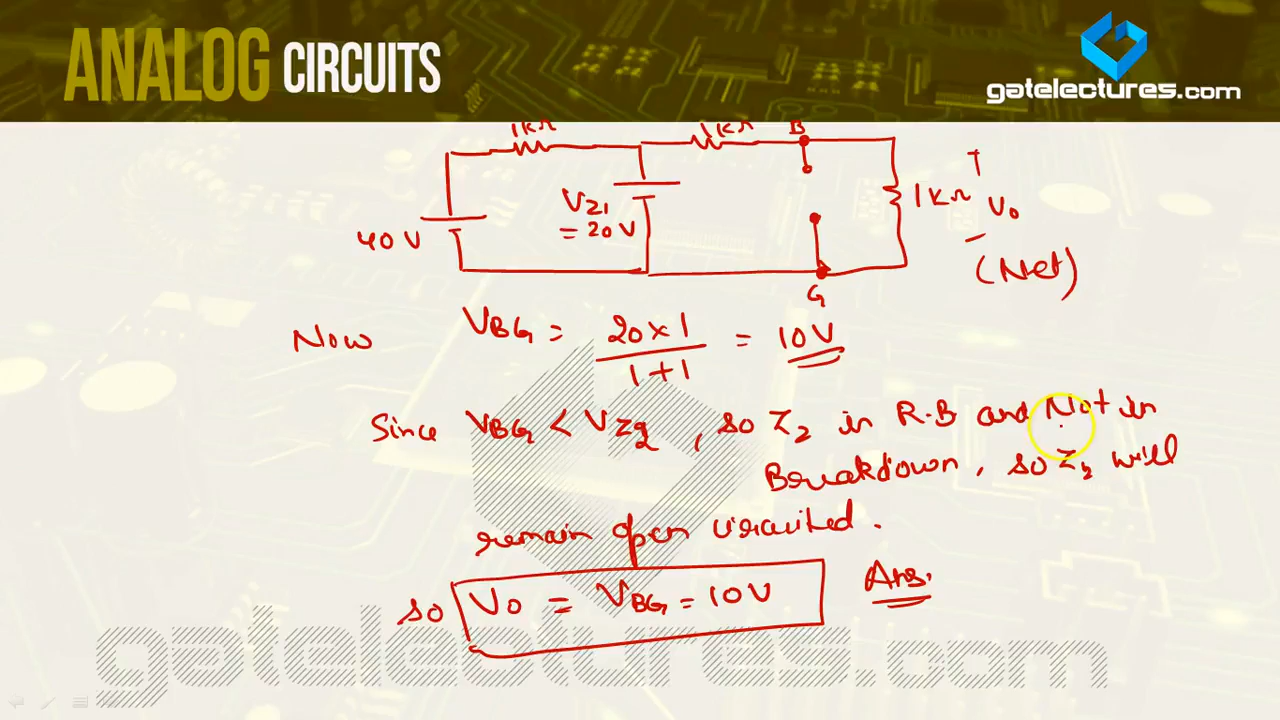 ANALOG CIRCUITS
gatelectures.com
1kΩ 1kΩ B
40V
VZ1
= 20V
1kΩ
V0
(Net)
G
Now VBG = 20×1 / 1+1 = 10V
Since VBG < VZ2 , so Z2 in R.B and Not in
Breakdown , so Z2 will
remain open circuited .
so V0 = VBG = 10V Ans.
gatelectures.com